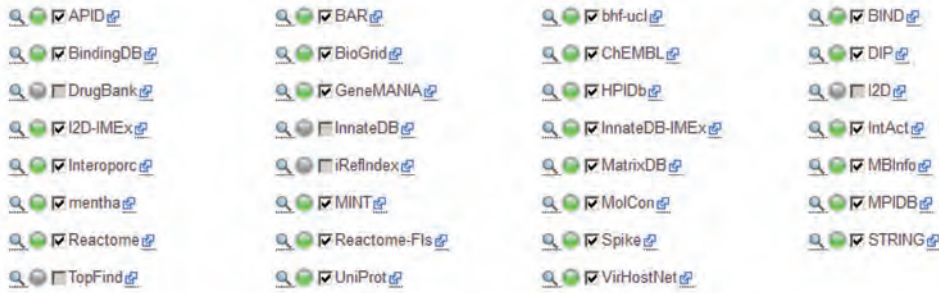 APID BAR bhf-ucl BIND
BindingDB BioGrid ChEMBL DIP
DrugBank GeneMANIA HPIDb I2D
I2D-IMEx InnateDB InnateDB-IMEx IntAct
Interoporc iRefIndex MatrixDB MBInfo
mentha MINT MolCon MPIDB
Reactome Reactome-FIs Spike STRING
TopFind UniProt VirHostNet